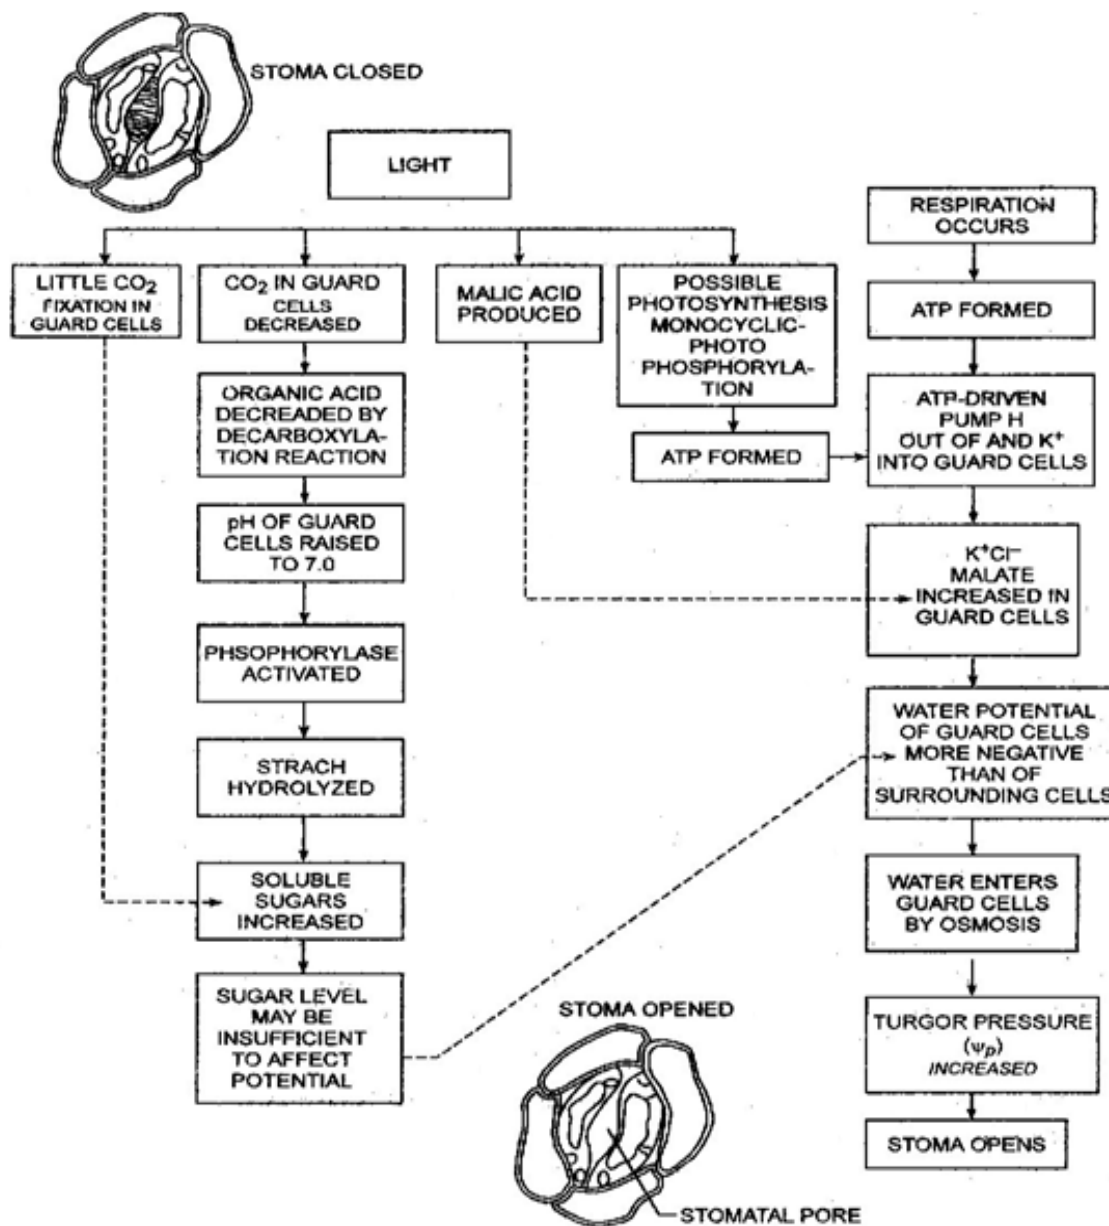 STOMA CLOSED
LIGHT
RESPIRATION
OCCURS
LITTLE CO2
FIXATION IN
GUARD CELLS
CO2 IN GUARD
CELLS
DECREASED
MALIC ACID
PRODUCED
POSSIBLE
PHOTOSYNTHESIS
MONOCYCLIC-
PHOTO
PHOSPHORYLA-
TION
ATP FORMED
ORGANIC ACID
DECREADED BY
DECARBOXYLA-
TION REACTION
ATP FORMED
ATP-DRIVEN
PUMP H
OUT OF AND K+
INTO GUARD CELLS
pH OF GUARD
CELLS RAISED
TO 7.0
K+Cl–
MALATE
INCREASED IN
GUARD CELLS
PHSOPHORYLASE
ACTIVATED
WATER POTENTIAL
OF GUARD CELLS
MORE NEGATIVE
THAN OF
SURROUNDING CELLS
STRACH
HYDROLYZED
SOLUBLE
SUGARS
INCREASED
WATER ENTERS
GUARD CELLS
BY OSMOSIS
SUGAR LEVEL
MAY BE
INSUFFICIENT
TO AFFECT
POTENTIAL
STOMA OPENED
TURGOR PRESSURE
(Ψp)
INCREASED
STOMA OPENS
STOMATAL PORE